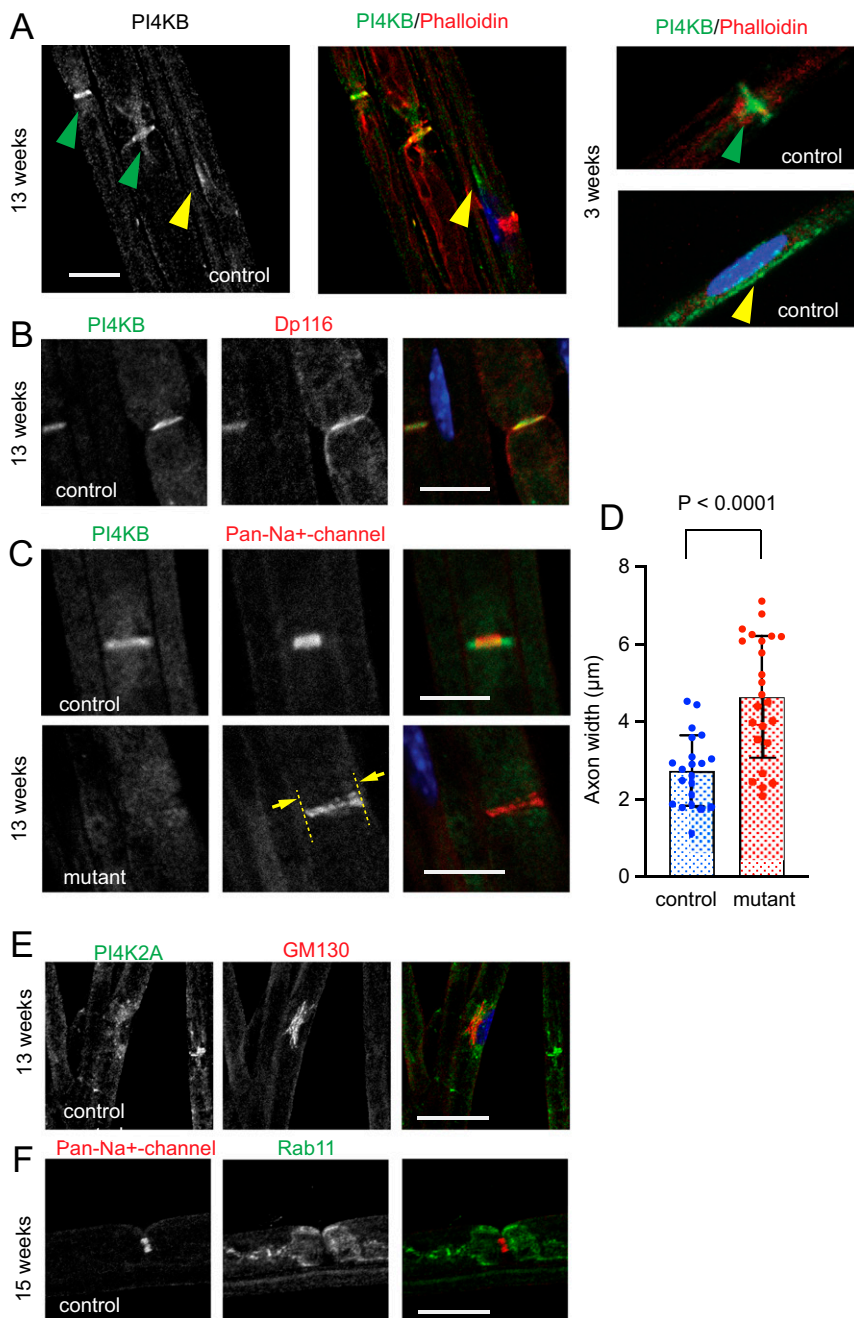 A
PI4KB
PI4KB/Phalloidin
PI4KB/Phalloidin
13 weeks
control
3 weeks
control
control
B
PI4KB
Dp116
13 weeks
control
C
PI4KB
Pan-Na+-channel
control
13 weeks
mutant
D
P < 0.0001
Axon width (µm)
8
6
4
2
0
control
mutant
E
PI4K2A
GM130
13 weeks
control
F
Pan-Na+-channel
Rab11
15 weeks
control